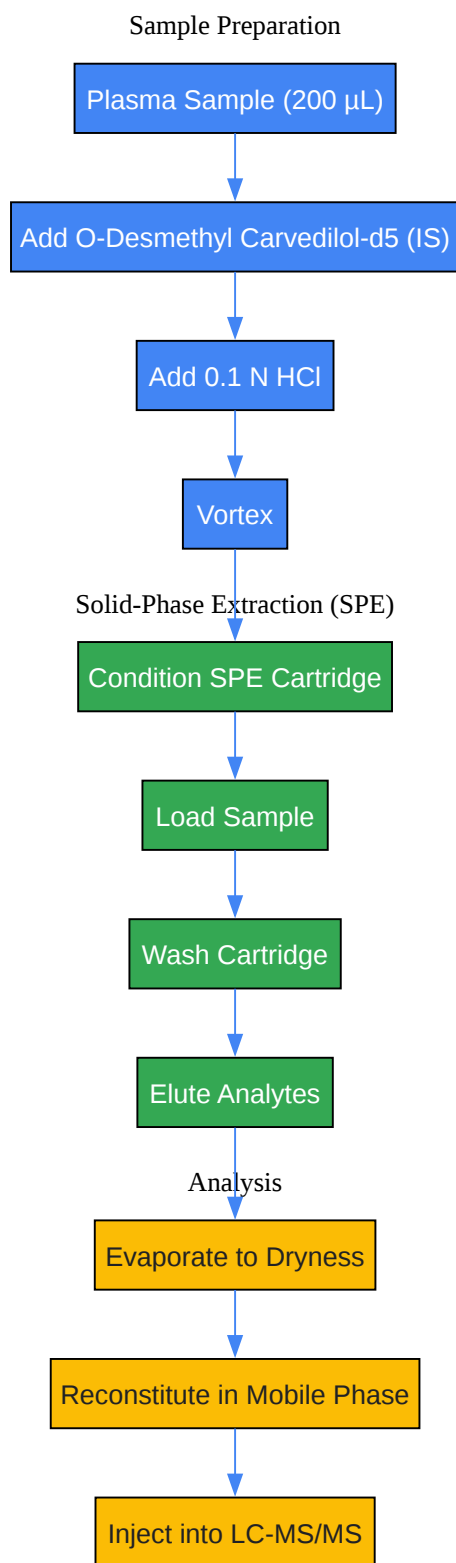 Sample Preparation
Plasma Sample (200 µL)
Add O-Desmethyl Carvedilol-d5 (IS)
Add 0.1 N HCl
Vortex
Solid-Phase Extraction (SPE)
Condition SPE Cartridge
Load Sample
Wash Cartridge
Elute Analytes
Analysis
Evaporate to Dryness
Reconstitute in Mobile Phase
Inject into LC-MS/MS